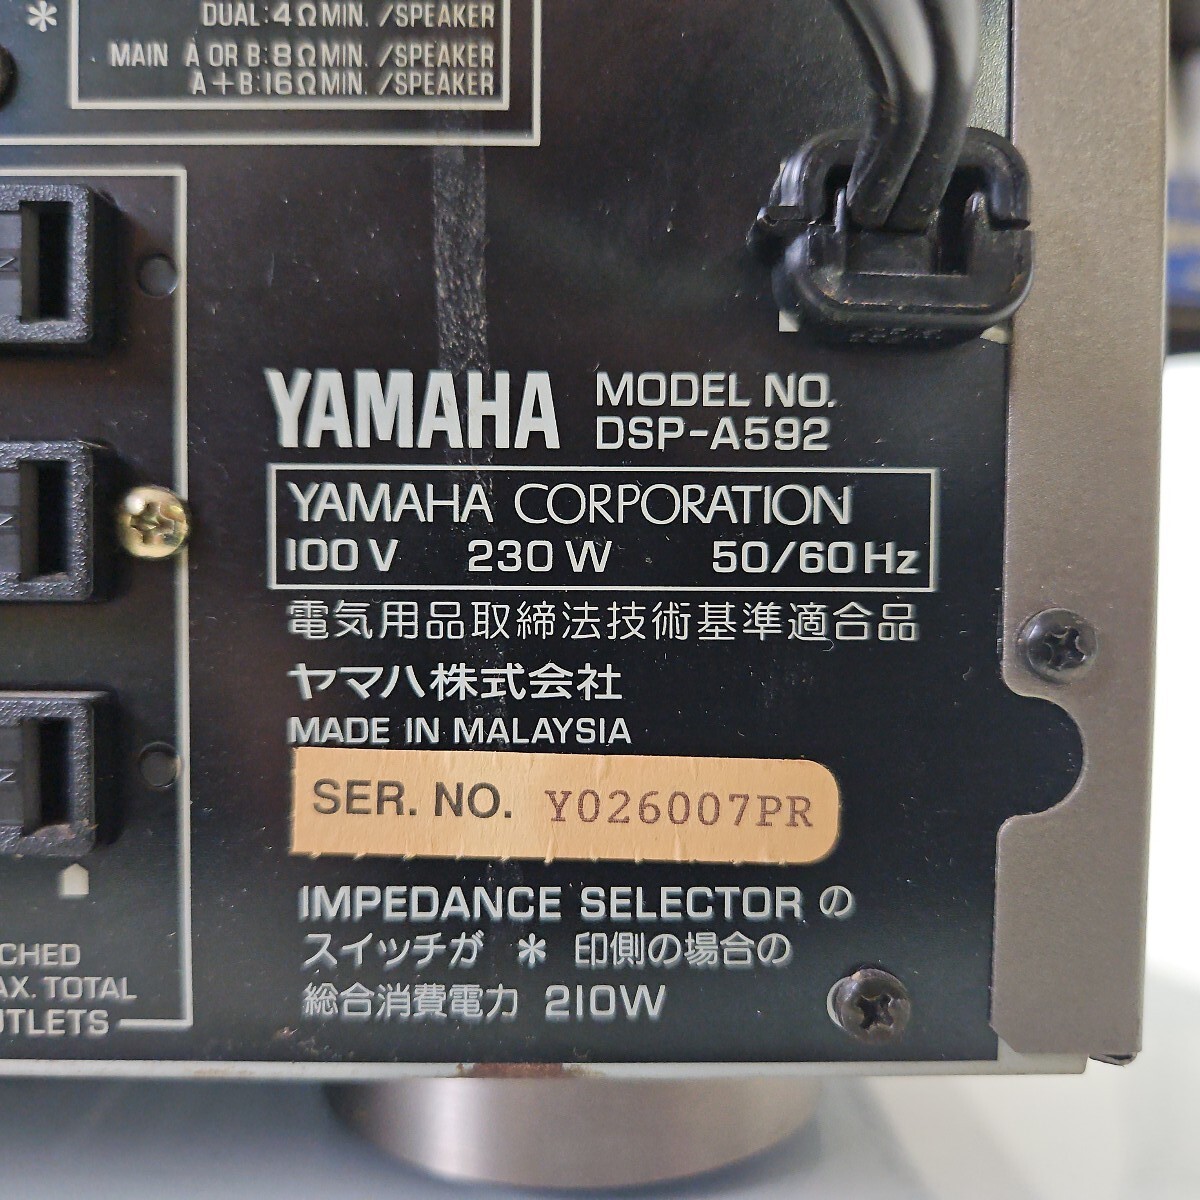 *
DUAL:4ΩMIN./SPEAKER
MAIN A OR B:8ΩMIN./SPEAKER
A+B:16ΩMIN./SPEAKER
YAMAHA
MODEL NO.
DSP-A592
YAMAHA CORPORATION
100V 230W 50/60Hz
電気用品取締法技術基準適合品
ヤマハ株式会社
MADE IN MALAYSIA
SER. NO. Y026007PR
IMPEDANCE SELECTORの
スイッチが * 印側の場合の
総合消費電力 210W
CHED
AX. TOTAL
UTLETS